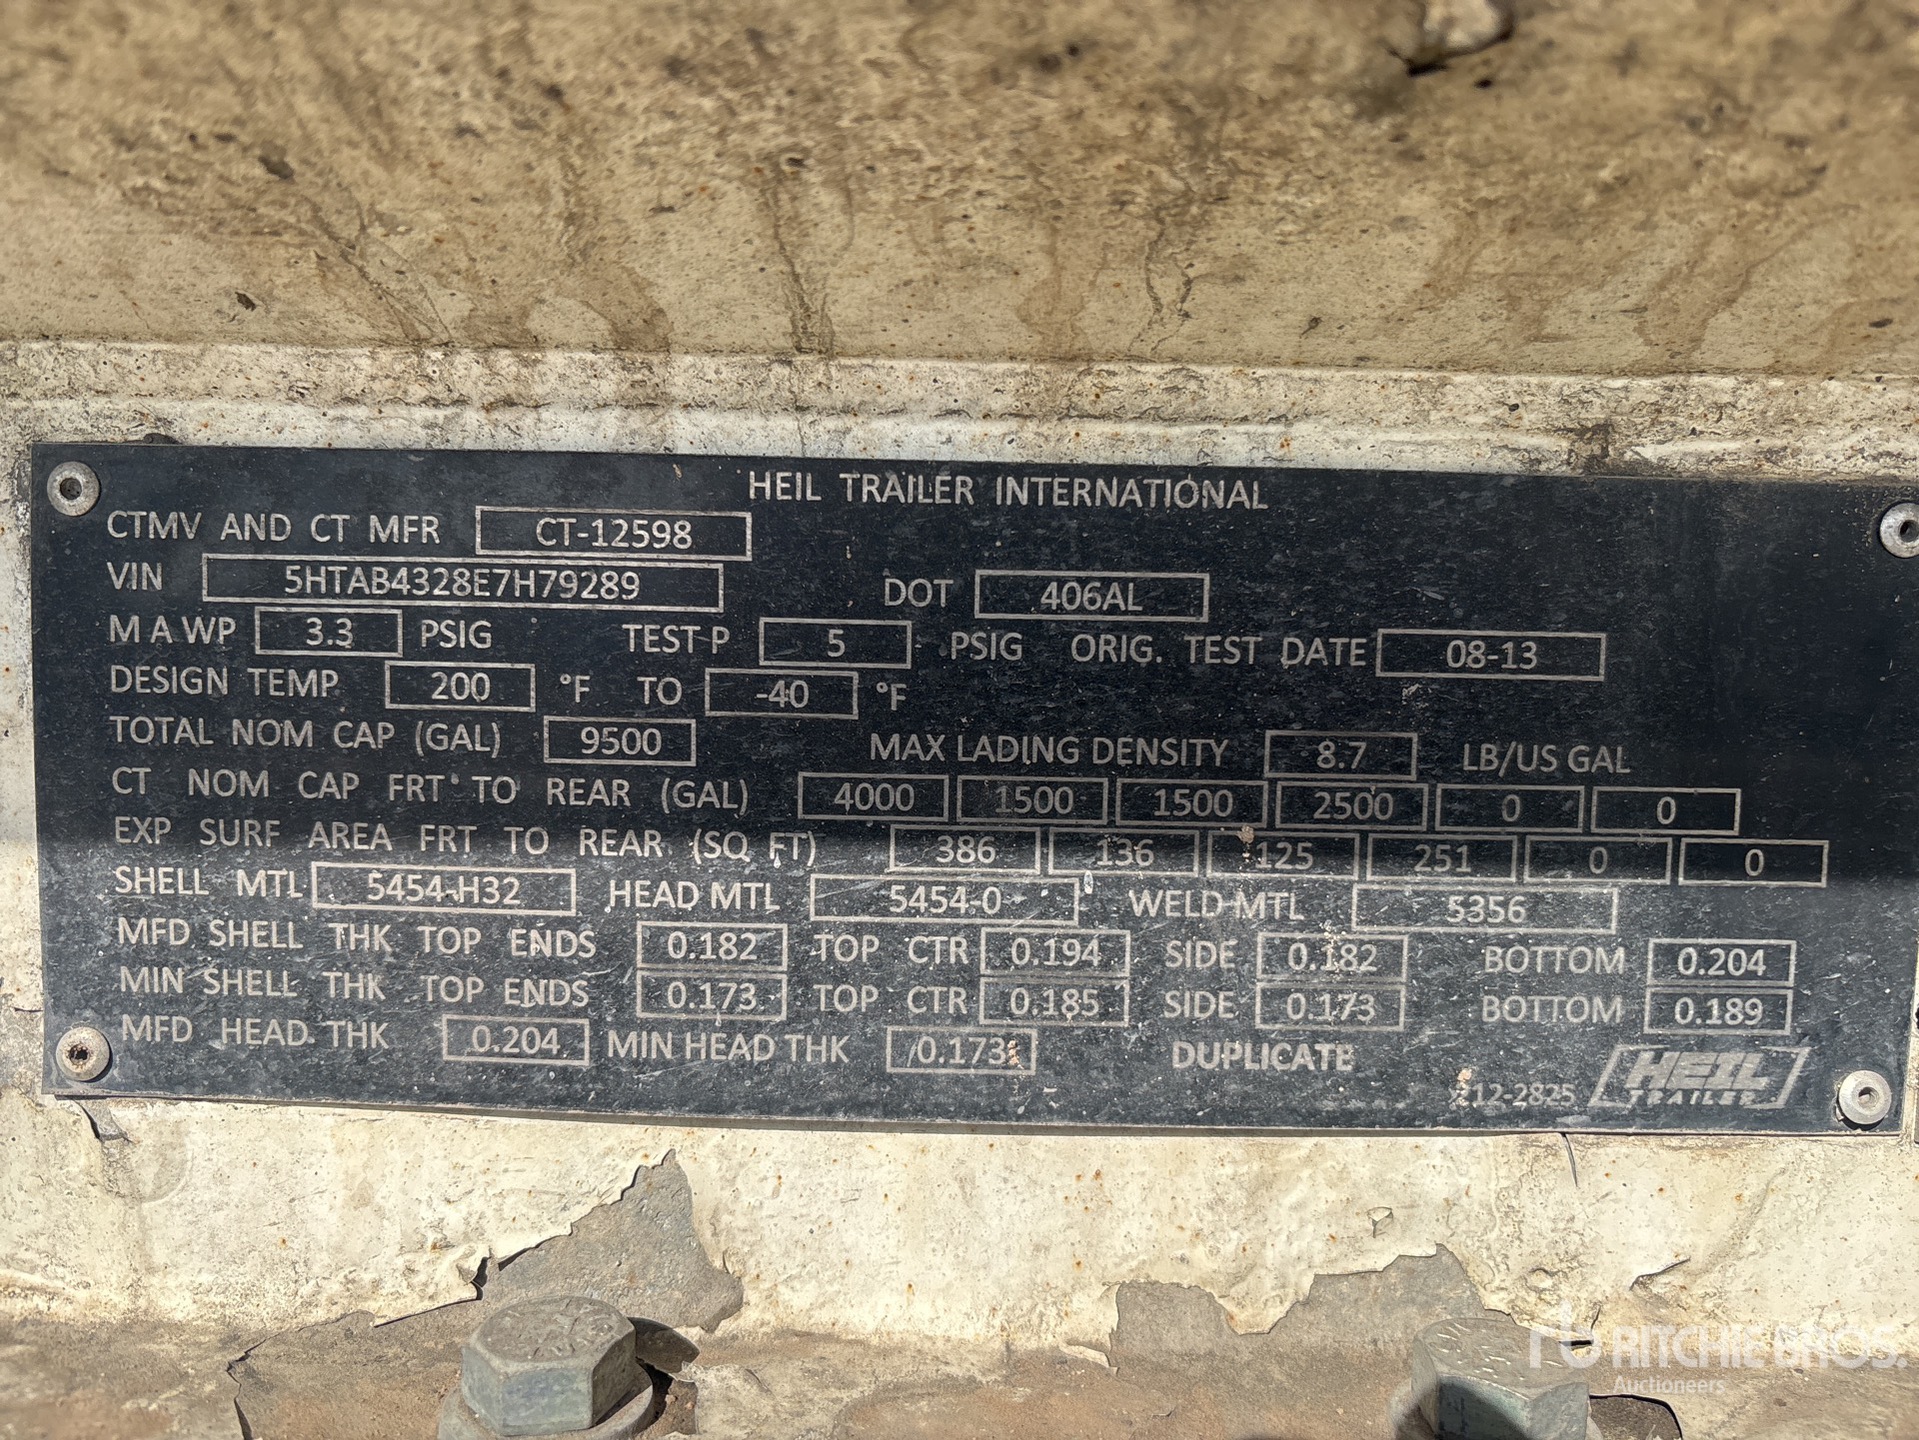 HEIL TRAILER INTERNATIONAL
CTMV AND CT MFR CT-12598
VIN 5HTAB4328E7H79289 DOT 406AL
M A W P 3.3 PSIG TEST P 5 PSIG ORIG. TEST DATE 08-13
DESIGN TEMP 200 °F TO -40 °F
TOTAL NOM CAP (GAL) 9500 MAX LADING DENSITY 8.7 LB/US GAL
CT NOM CAP FRT TO REAR (GAL) 4000 1500 1500 2500 0 0
EXP SURF AREA FRT TO REAR (SQ FT) 386 136 125 251 0 0
SHELL MTL 5454-H32 HEAD MTL 5454-0 WELD MTL 5356
MFD SHELL THK TOP ENDS 0.182 TOP CTR 0.194 SIDE 0.182 BOTTOM 0.204
MIN SHELL THK TOP ENDS 0.173 TOP CTR 0.185 SIDE 0.173 BOTTOM 0.189
MFD HEAD THK 0.204 MIN HEAD THK 0.173 DUPLICATE
212-2825 HEIL
TRAILER
RITCHIE BROS.
Auctioneers